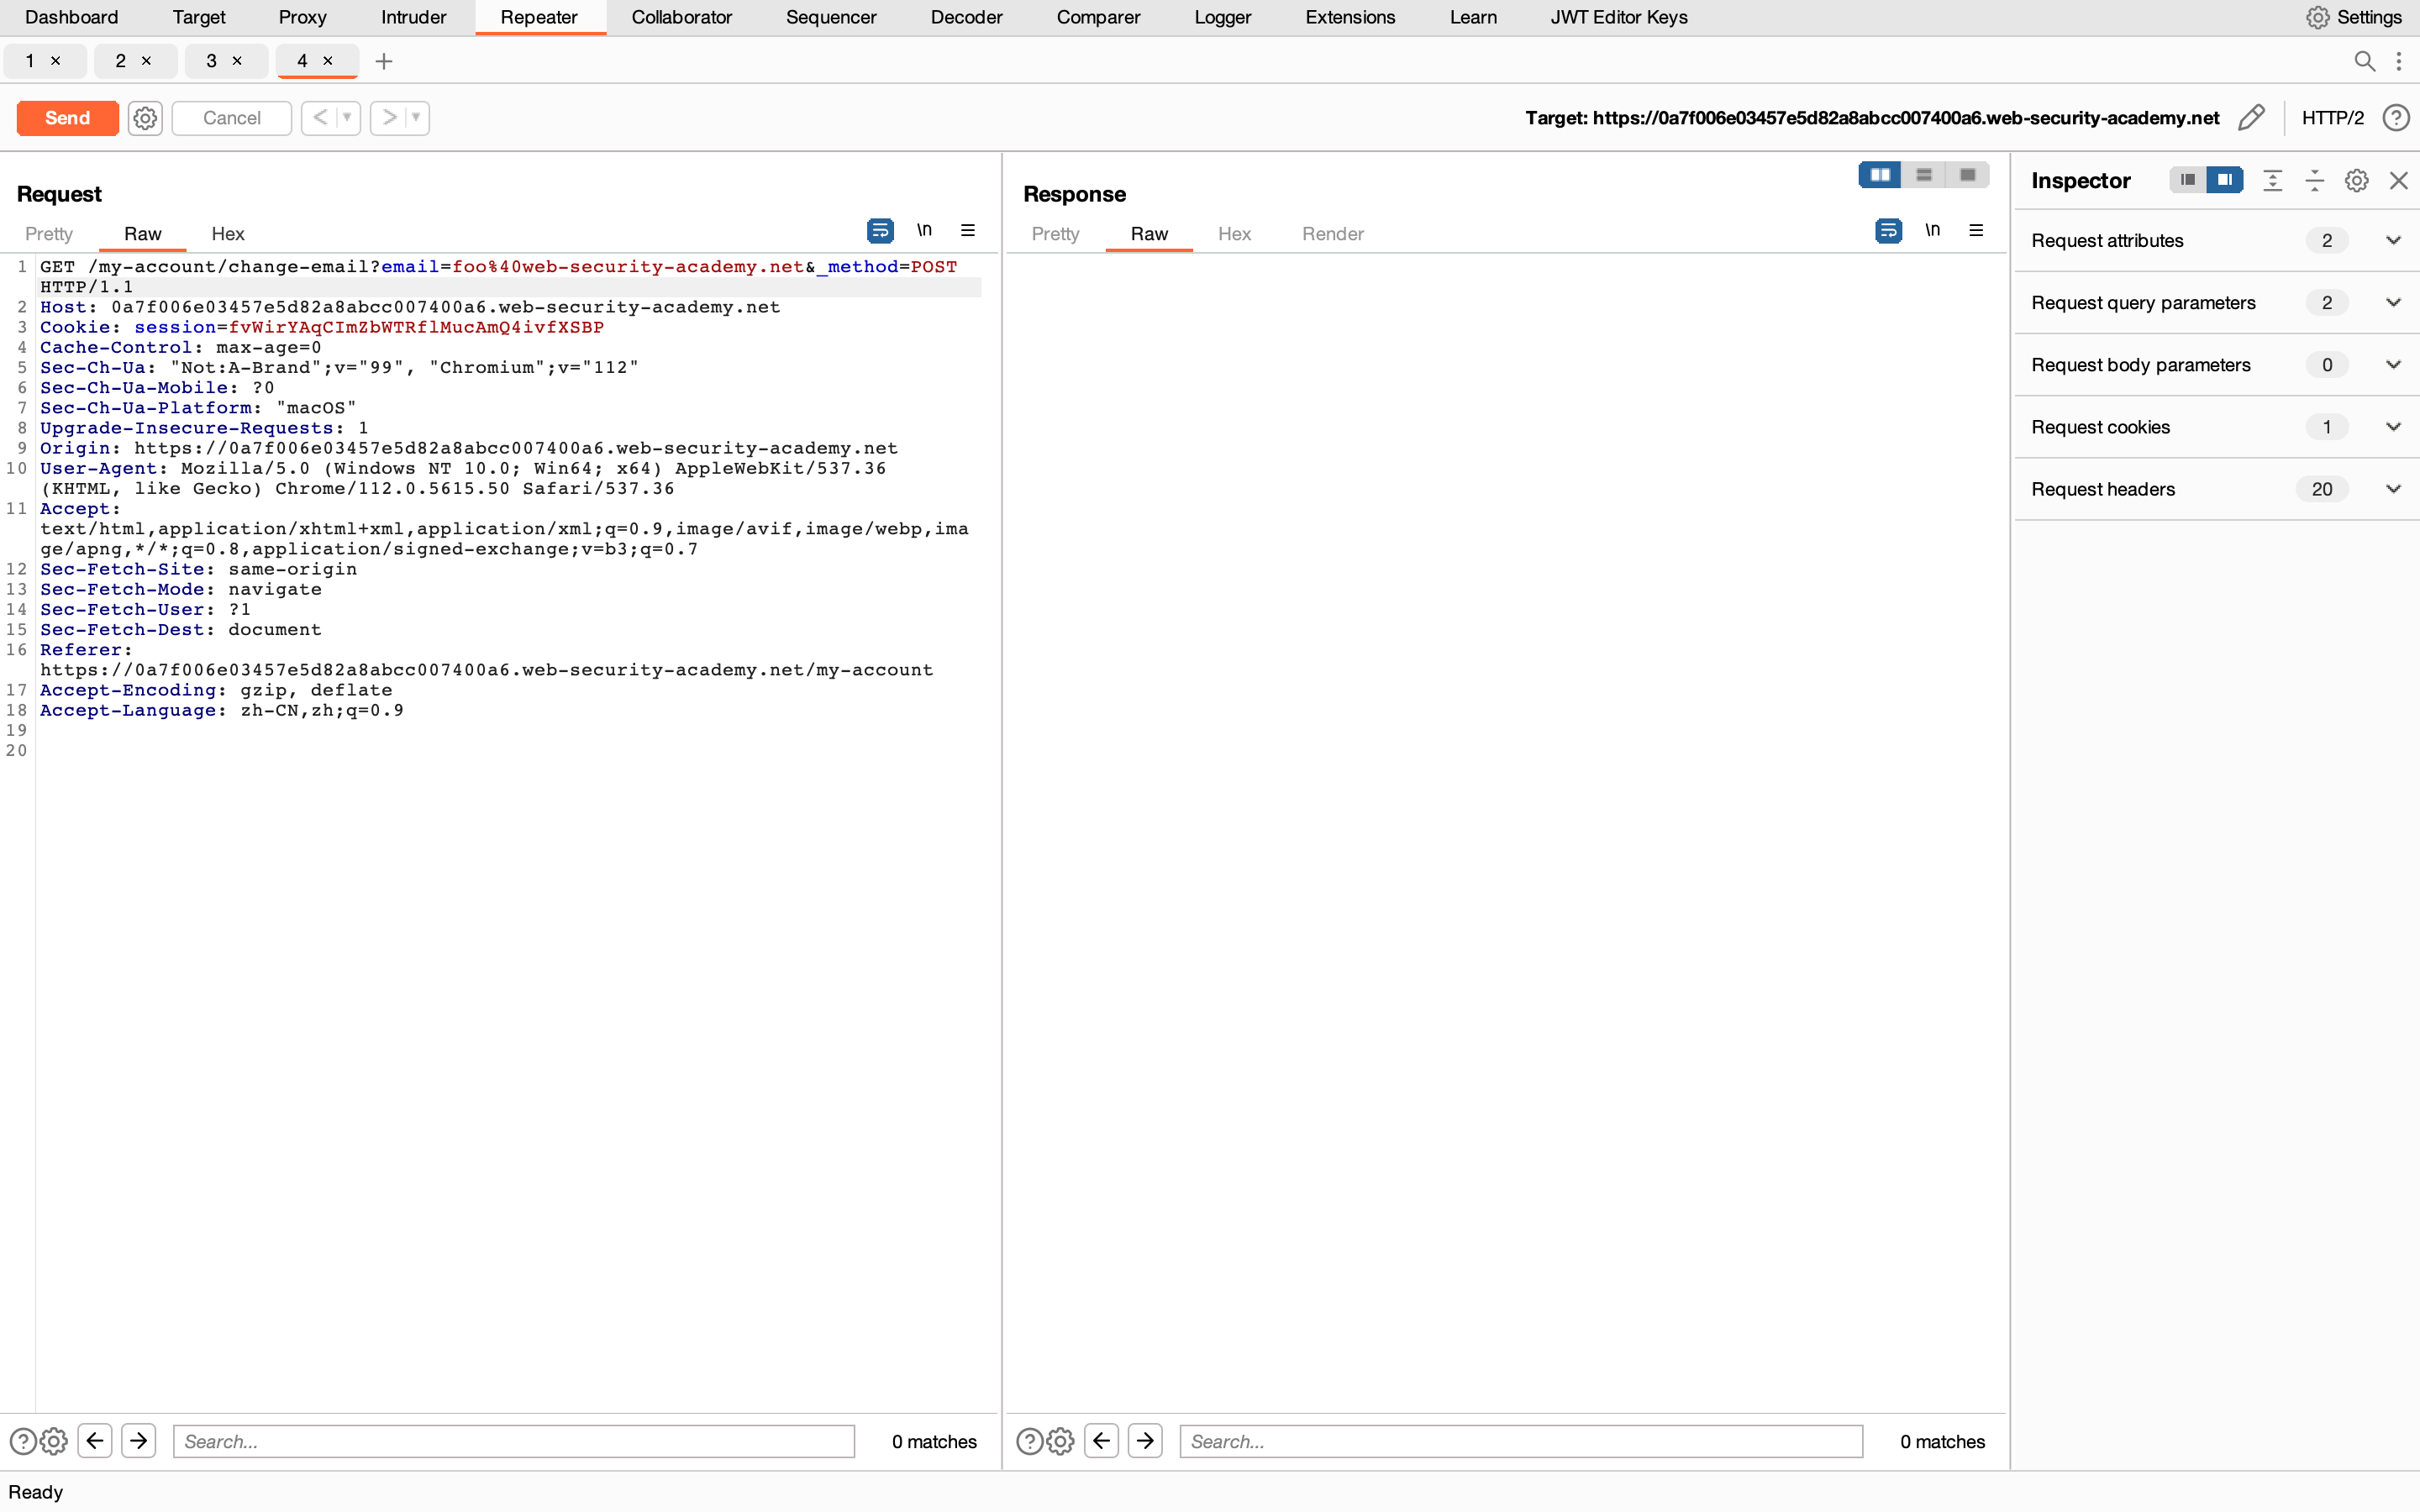 Dashboard Target Proxy Intruder Repeater Collaborator Sequencer Decoder Comparer Logger Extensions Learn JWT Editor Keys Settings
1 × 2 × 3 × 4 × +
Send Cancel < > Target: https://0a7f006e03457e5d82a8abcc007400a6.web-security-academy.net HTTP/2 ?
Request
Pretty Raw Hex \n
1 GET /my-account/change-email?email=foo%40web-security-academy.net&_method=POST
HTTP/1.1
2 Host: 0a7f006e03457e5d82a8abcc007400a6.web-security-academy.net
3 Cookie: session=fvWirYAqCImZbWTRflMucAmQ4ivfXSBP
4 Cache-Control: max-age=0
5 Sec-Ch-Ua: "Not:A-Brand";v="99", "Chromium";v="112"
6 Sec-Ch-Ua-Mobile: ?0
7 Sec-Ch-Ua-Platform: "macOS"
8 Upgrade-Insecure-Requests: 1
9 Origin: https://0a7f006e03457e5d82a8abcc007400a6.web-security-academy.net
10 User-Agent: Mozilla/5.0 (Windows NT 10.0; Win64; x64) AppleWebKit/537.36
(KHTML, like Gecko) Chrome/112.0.5615.50 Safari/537.36
11 Accept:
text/html,application/xhtml+xml,application/xml;q=0.9,image/avif,image/webp,ima
ge/apng,*/*;q=0.8,application/signed-exchange;v=b3;q=0.7
12 Sec-Fetch-Site: same-origin
13 Sec-Fetch-Mode: navigate
14 Sec-Fetch-User: ?1
15 Sec-Fetch-Dest: document
16 Referer:
https://0a7f006e03457e5d82a8abcc007400a6.web-security-academy.net/my-account
17 Accept-Encoding: gzip, deflate
18 Accept-Language: zh-CN,zh;q=0.9
19
20
? Search... 0 matches
Response
Pretty Raw Hex Render \n
? Search... 0 matches
Inspector
Request attributes 2
Request query parameters 2
Request body parameters 0
Request cookies 1
Request headers 20
Ready